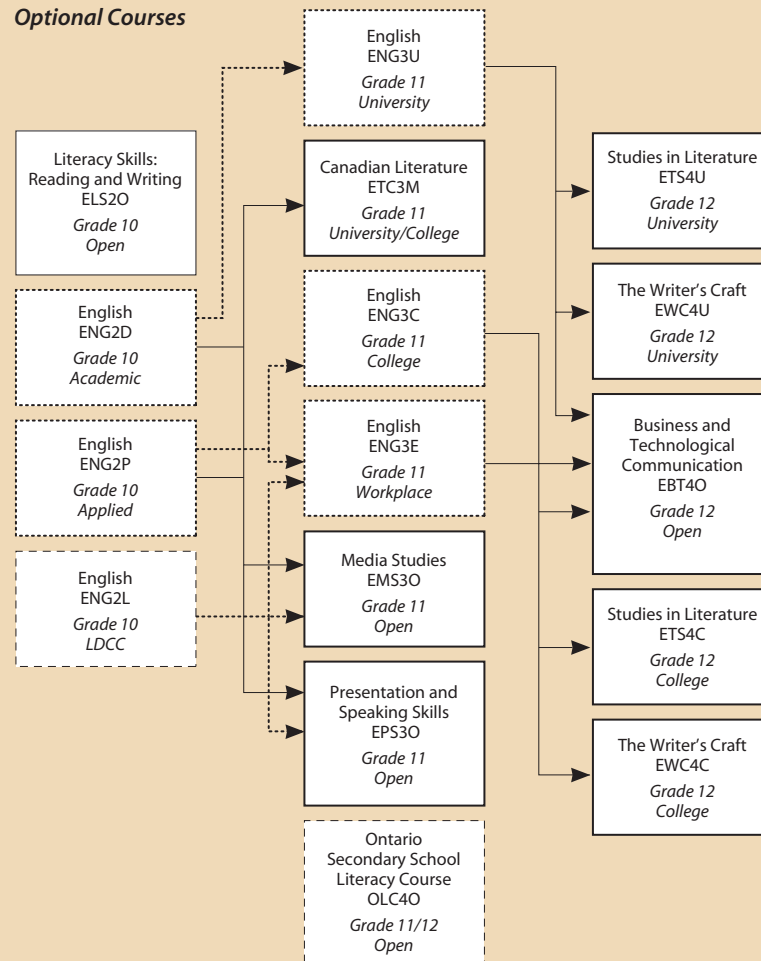 Optional Courses
English
ENG3U
Grade 11
University
Literacy Skills:
Reading and Writing
ELS2O
Grade 10
Open
Canadian Literature
ETC3M
Grade 11
University/College
Studies in Literature
ETS4U
Grade 12
University
English
ENG2D
Grade 10
Academic
English
ENG3C
Grade 11
College
The Writer's Craft
EWC4U
Grade 12
University
English
ENG2P
Grade 10
Applied
English
ENG3E
Grade 11
Workplace
Business and
Technological
Communication
EBT4O
Grade 12
Open
English
ENG2L
Grade 10
LDCC
Media Studies
EMS3O
Grade 11
Open
Studies in Literature
ETS4C
Grade 12
College
Presentation and
Speaking Skills
EPS3O
Grade 11
Open
The Writer's Craft
EWC4C
Grade 12
College
Ontario
Secondary School
Literacy Course
OLC4O
Grade 11/12
Open